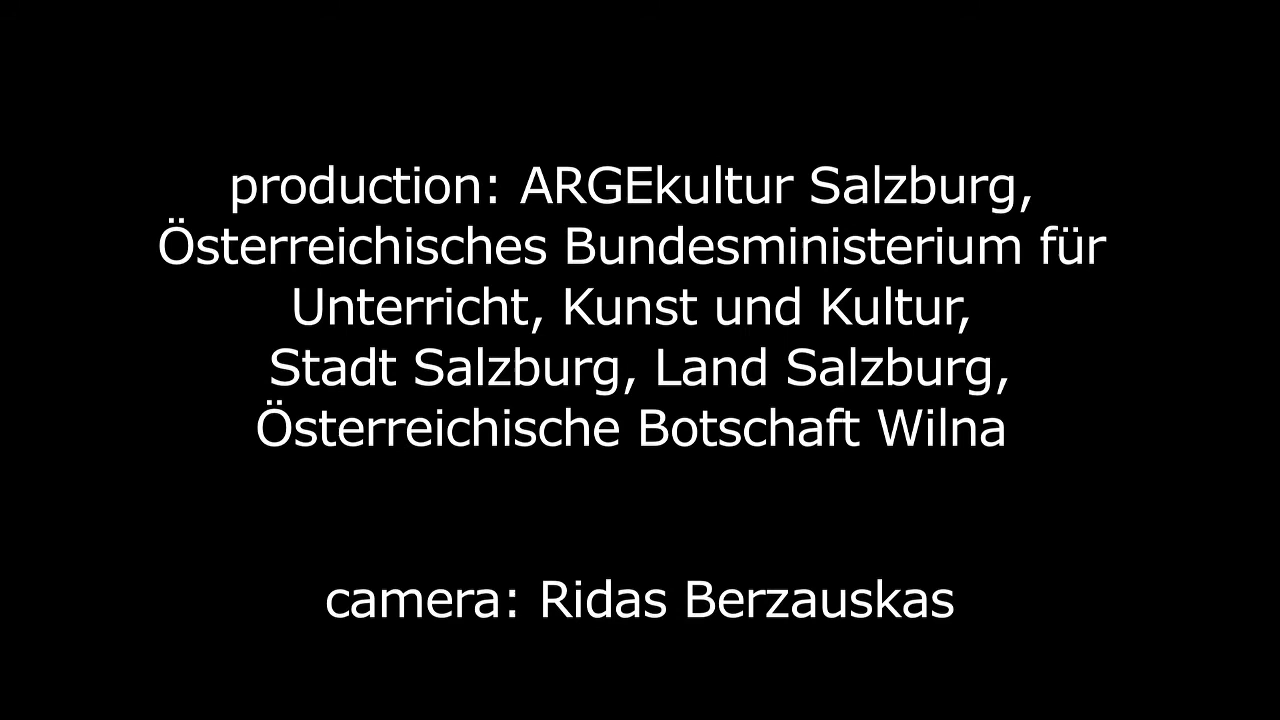 production: ARGEkultur Salzburg,
Österreichisches Bundesministerium für
Unterricht, Kunst und Kultur,
Stadt Salzburg, Land Salzburg,
Österreichische Botschaft Wilna
camera: Ridas Berzauskas